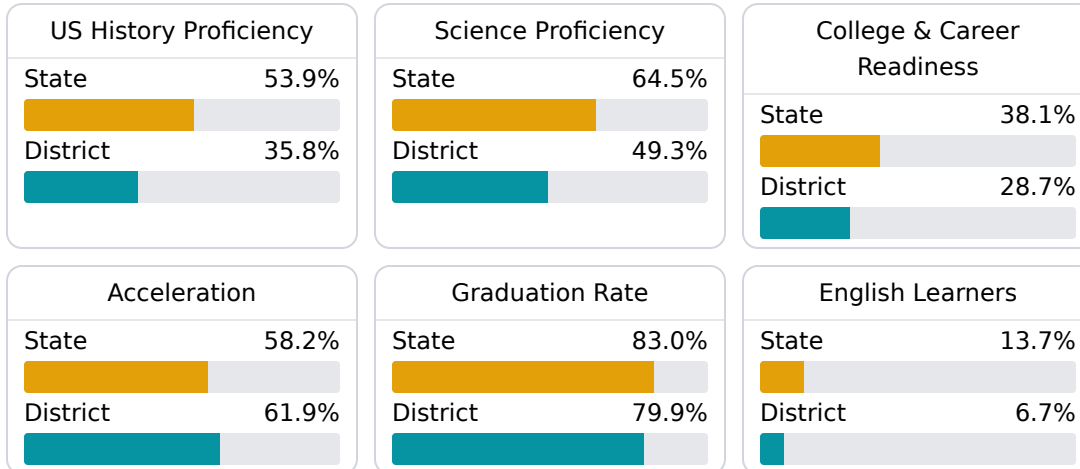 US History Proficiency
State 53.9%
District 35.8%
Science Proficiency
State 64.5%
District 49.3%
College & Career
Readiness
State 38.1%
District 28.7%
Acceleration
State 58.2%
District 61.9%
Graduation Rate
State 83.0%
District 79.9%
English Learners
State 13.7%
District 6.7%